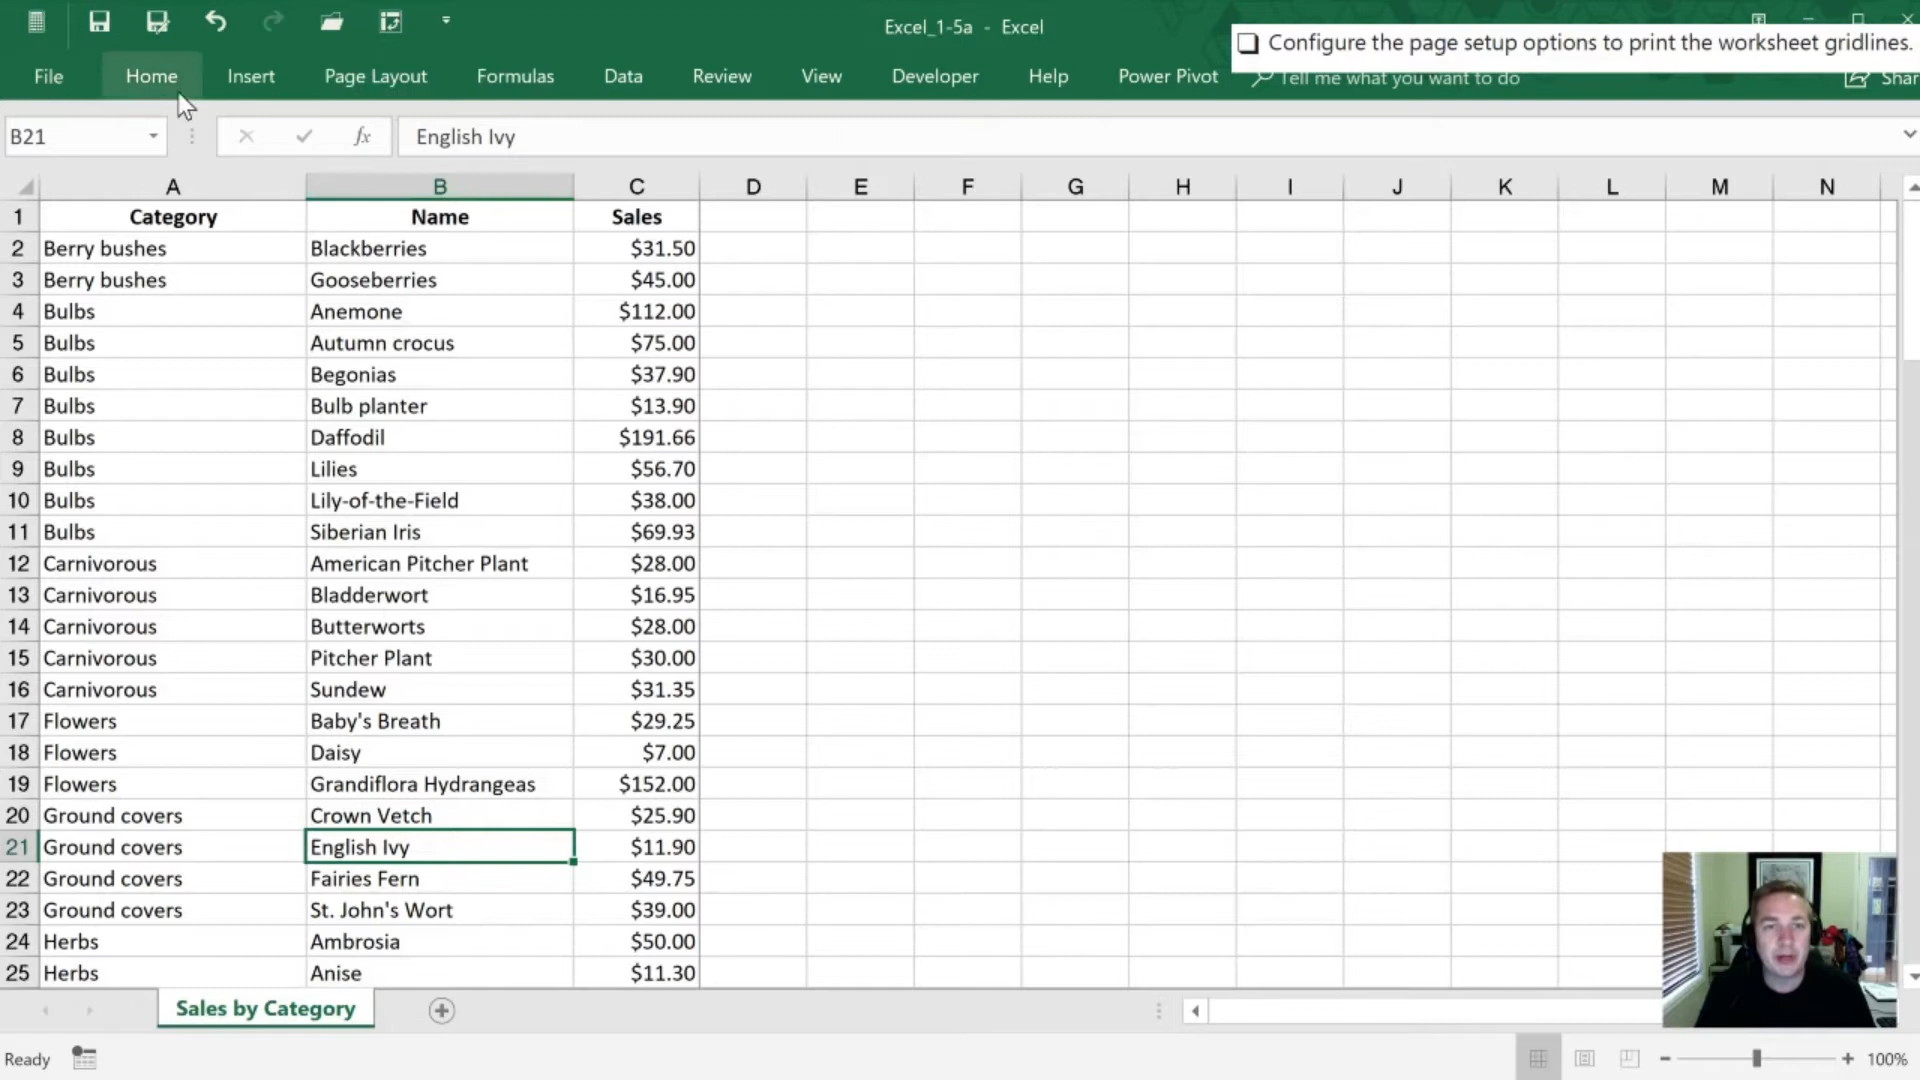 Excel_1-5a - Excel
Configure the page setup options to print the worksheet gridlines.
File Home Insert Page Layout Formulas Data Review View Developer Help Power Pivot Tell me what you want to do Shar
B21 fx English Ivy
A B C D E F G H I J K L M N
1 Category Name Sales
2 Berry bushes Blackberries $31.50
3 Berry bushes Gooseberries $45.00
4 Bulbs Anemone $112.00
5 Bulbs Autumn crocus $75.00
6 Bulbs Begonias $37.90
7 Bulbs Bulb planter $13.90
8 Bulbs Daffodil $191.66
9 Bulbs Lilies $56.70
10 Bulbs Lily-of-the-Field $38.00
11 Bulbs Siberian Iris $69.93
12 Carnivorous American Pitcher Plant $28.00
13 Carnivorous Bladderwort $16.95
14 Carnivorous Butterworts $28.00
15 Carnivorous Pitcher Plant $30.00
16 Carnivorous Sundew $31.35
17 Flowers Baby's Breath $29.25
18 Flowers Daisy $7.00
19 Flowers Grandiflora Hydrangeas $152.00
20 Ground covers Crown Vetch $25.90
21 Ground covers English Ivy $11.90
22 Ground covers Fairies Fern $49.75
23 Ground covers St. John's Wort $39.00
24 Herbs Ambrosia $50.00
25 Herbs Anise $11.30
Sales by Category
Ready 100%